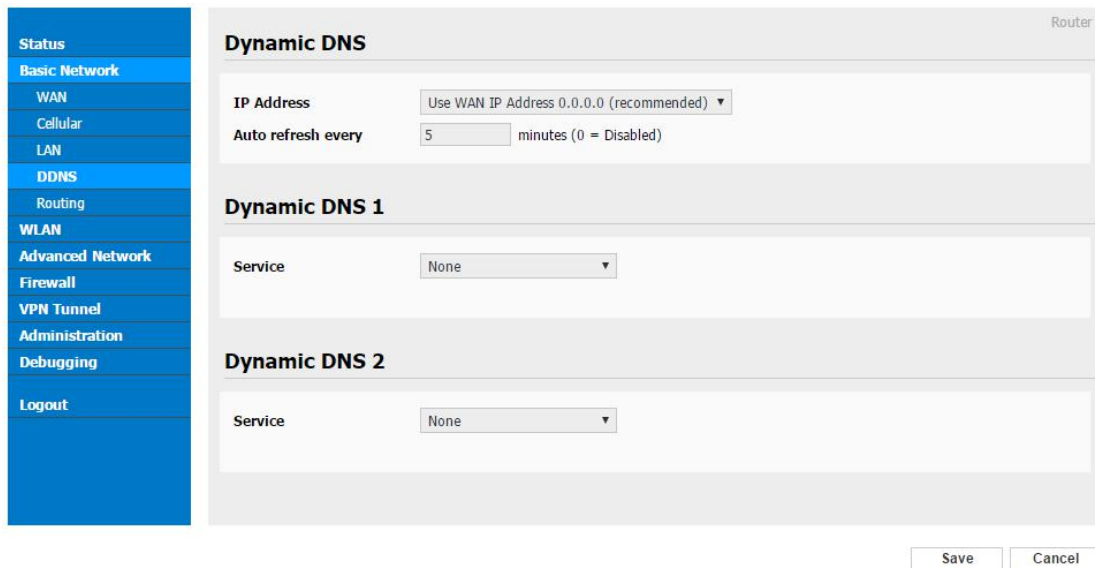 Router
Status
Basic Network
WAN
Cellular
LAN
DDNS
Routing
WLAN
Advanced Network
Firewall
VPN Tunnel
Administration
Debugging
Logout
Dynamic DNS
IP Address Use WAN IP Address 0.0.0.0 (recommended)
Auto refresh every 5 minutes (0 = Disabled)
Dynamic DNS 1
Service None
Dynamic DNS 2
Service None
Save Cancel